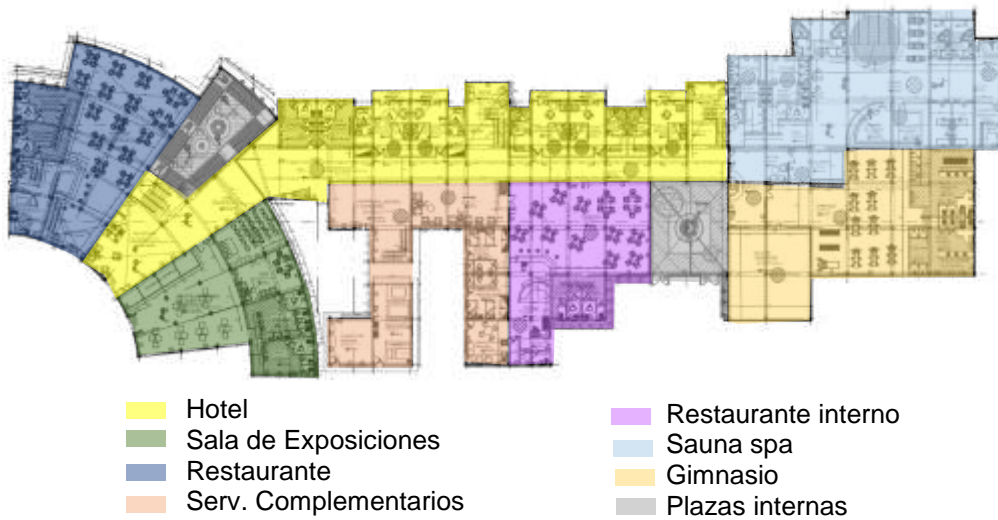 Hotel
Sala de Exposiciones
Restaurante
Serv. Complementarios
Restaurante interno
Sauna spa
Gimnasio
Plazas internas